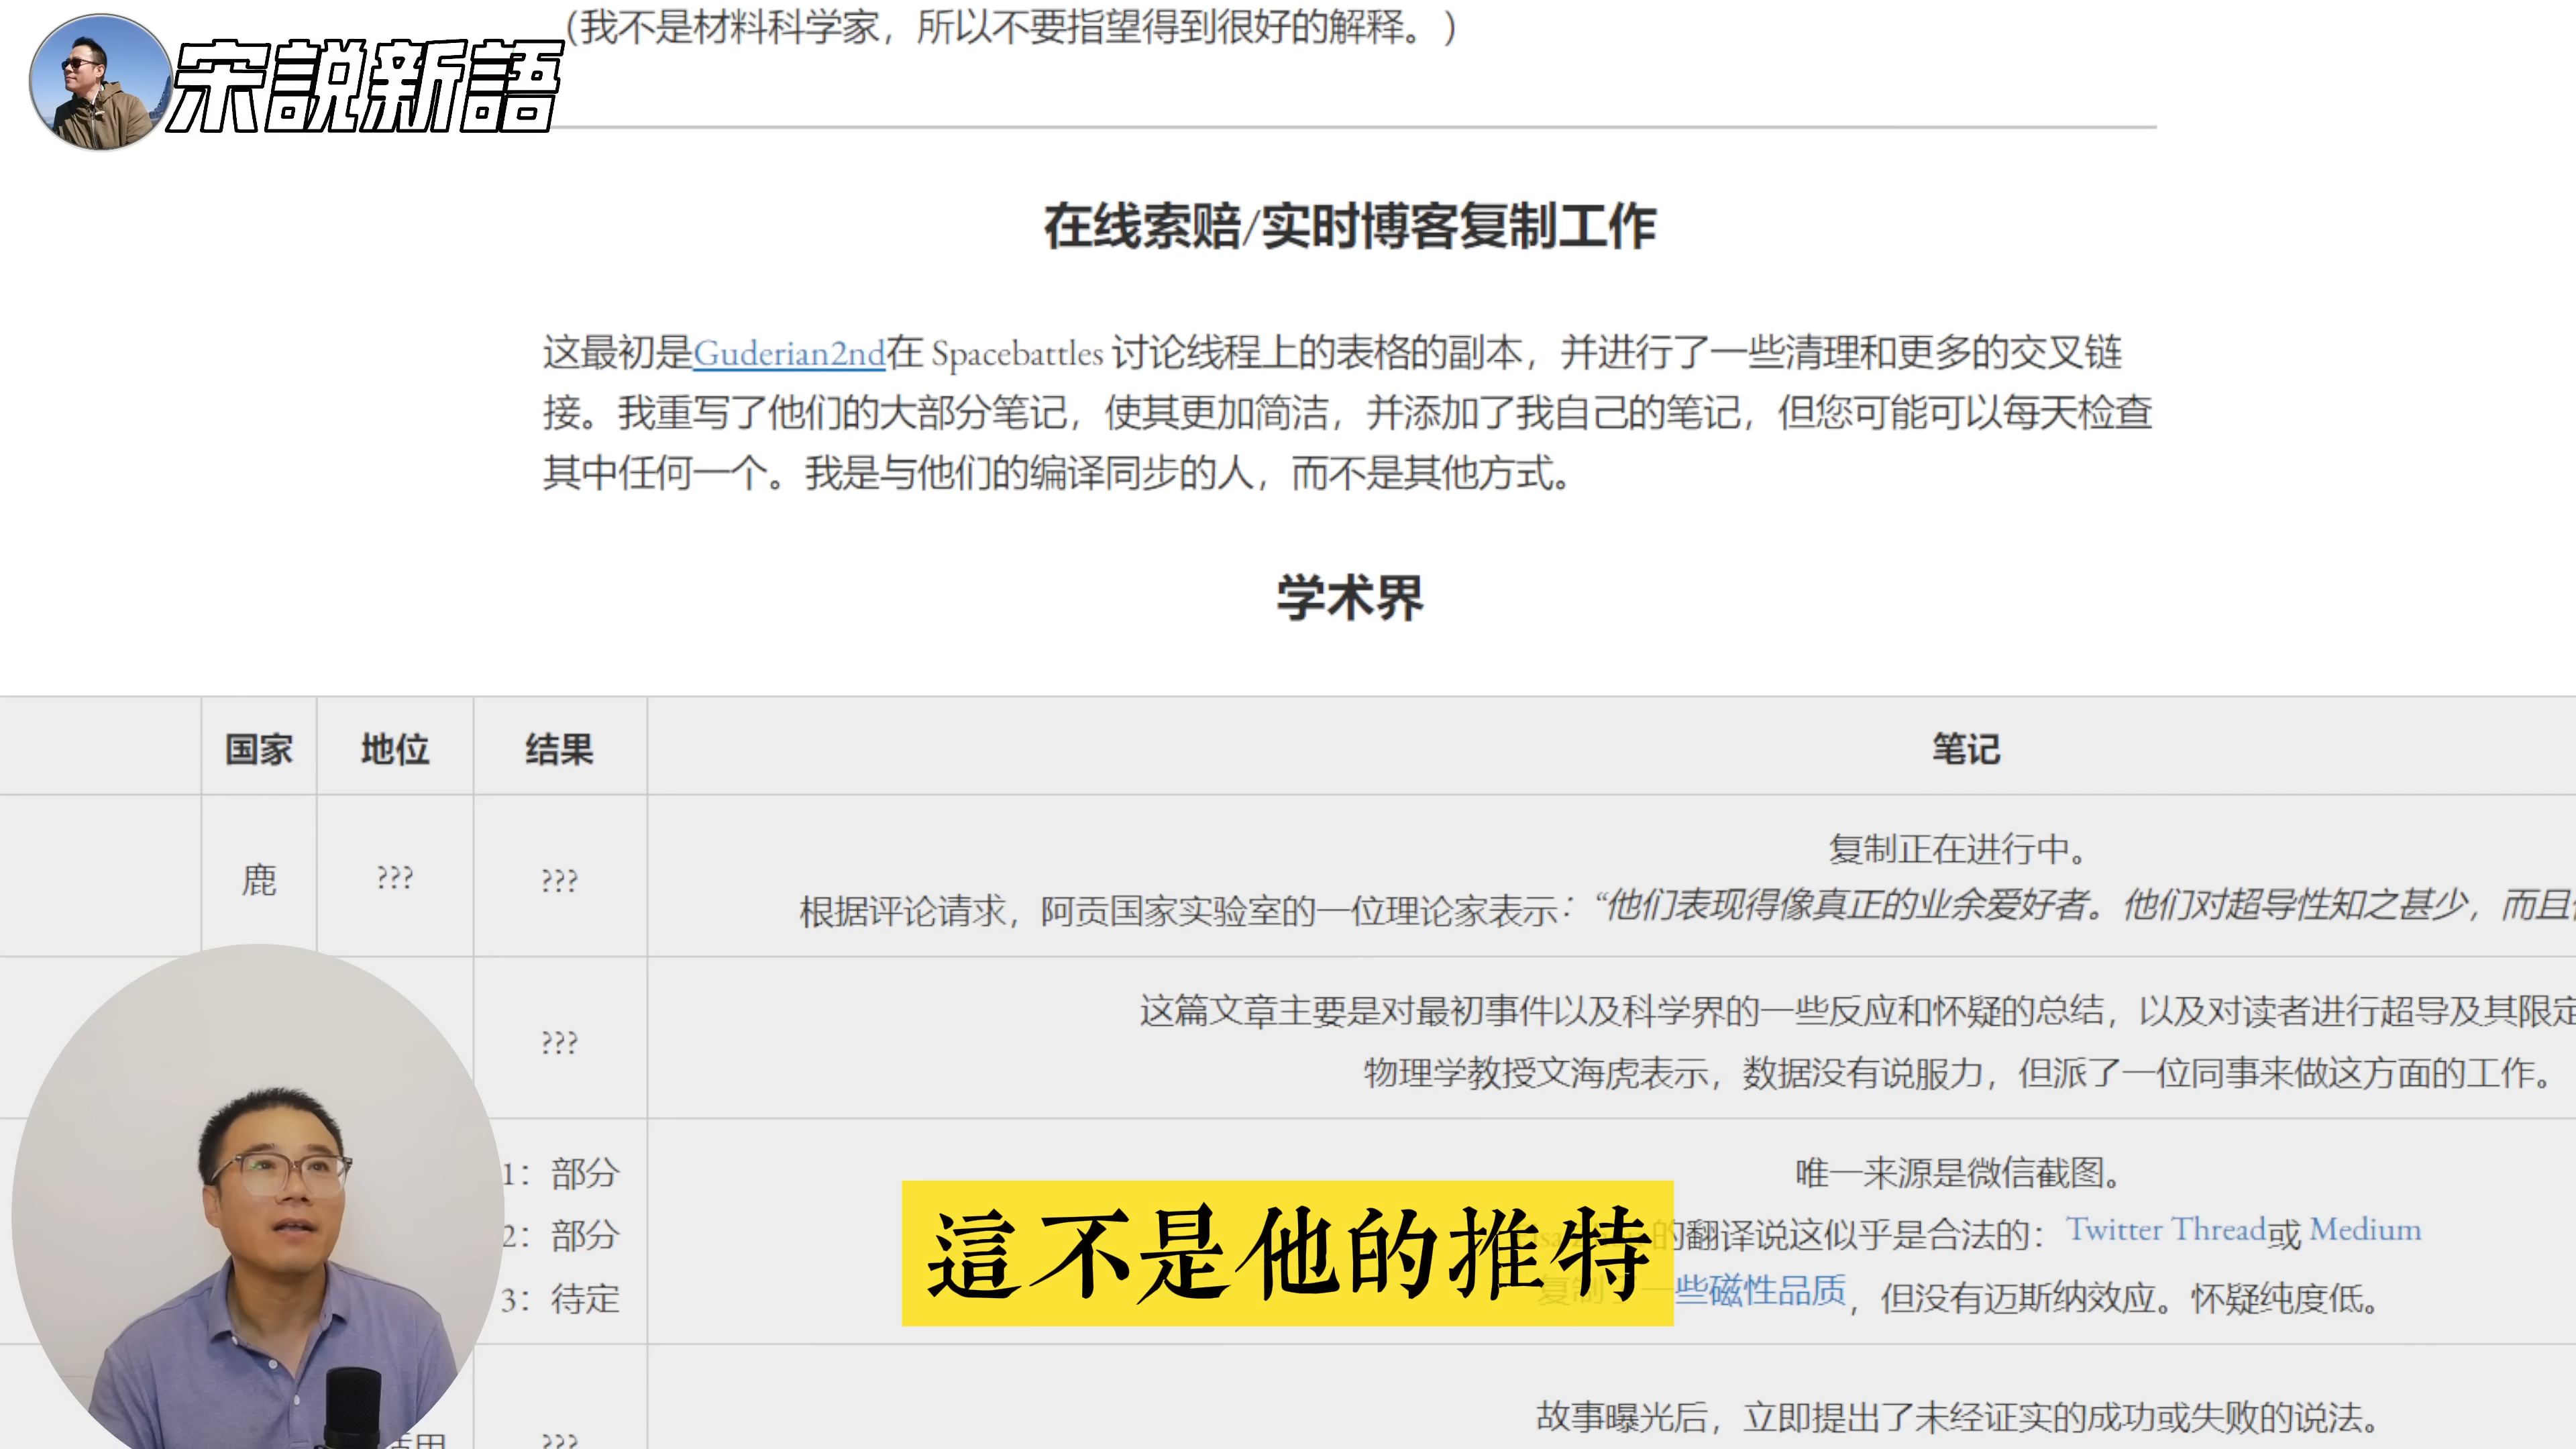 （我不是材料科学家，所以不要指望得到很好的解释。）
宋説新語
在线索赔/实时博客复制工作
这最初是Guderian2nd在 Spacebattles 讨论线程上的表格的副本，并进行了一些清理和更多的交叉链
接。我重写了他们的大部分笔记，使其更加简洁，并添加了我自己的笔记，但您可能可以每天检查
其中任何一个。我是与他们的编译同步的人，而不是其他方式。
学术界
国家 地位 结果 笔记
复制正在进行中。
鹿 ??? ???
根据评论请求，阿贡国家实验室的一位理论家表示：“他们表现得像真正的业余爱好者。他们对超导性知之甚少，而且
这篇文章主要是对最初事件以及科学界的一些反应和怀疑的总结，以及对读者进行超导及其限定
???
物理学教授文海虎表示，数据没有说服力，但派了一位同事来做这方面的工作。
1：部分 唯一来源是微信截图。
2：部分 的翻译说这似乎是合法的：Twitter Thread或 Medium
3：待定 复制了一些磁性品质，但没有迈斯纳效应。怀疑纯度低。
這不是他的推特
故事曝光后，立即提出了未经证实的成功或失败的说法。
???